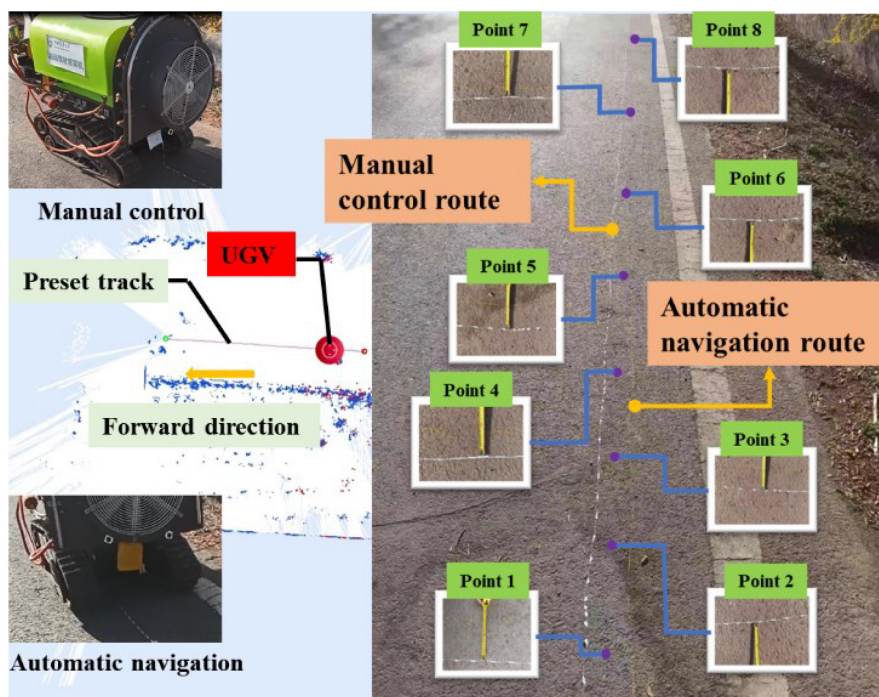 Manual control
UGV
Preset track
Forward direction
Automatic navigation
Point 7
Point 8
Manual
control route
Point 6
Point 5
Automatic
navigation route
Point 4
Point 3
Point 1
Point 2